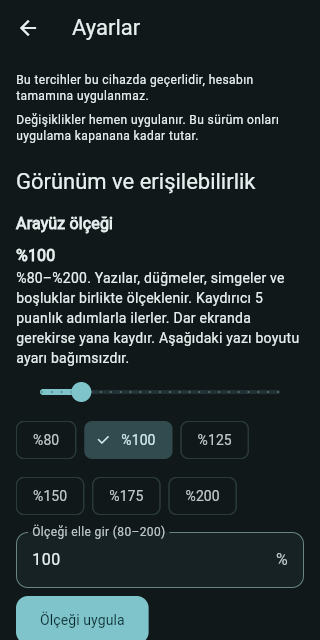 Ayarlar
Bu tercihler bu cihazda geçerlidir, hesabın
tamamına uygulanmaz.
Değişiklikler hemen uygulanır. Bu sürüm onları
uygulama kapanana kadar tutar.
Görünüm ve erişilebilirlik
Arayüz ölçeği
%100
%80–%200. Yazılar, düğmeler, simgeler ve
boşluklar birlikte ölçeklenir. Kaydırıcı 5
puanlık adımlarla ilerler. Dar ekranda
gerekirse yana kaydır. Aşağıdaki yazı boyutu
ayarı bağımsızdır.
%80 %100 %125
%150 %175 %200
Ölçeği elle gir (80–200)
100 %
Ölçeği uygula